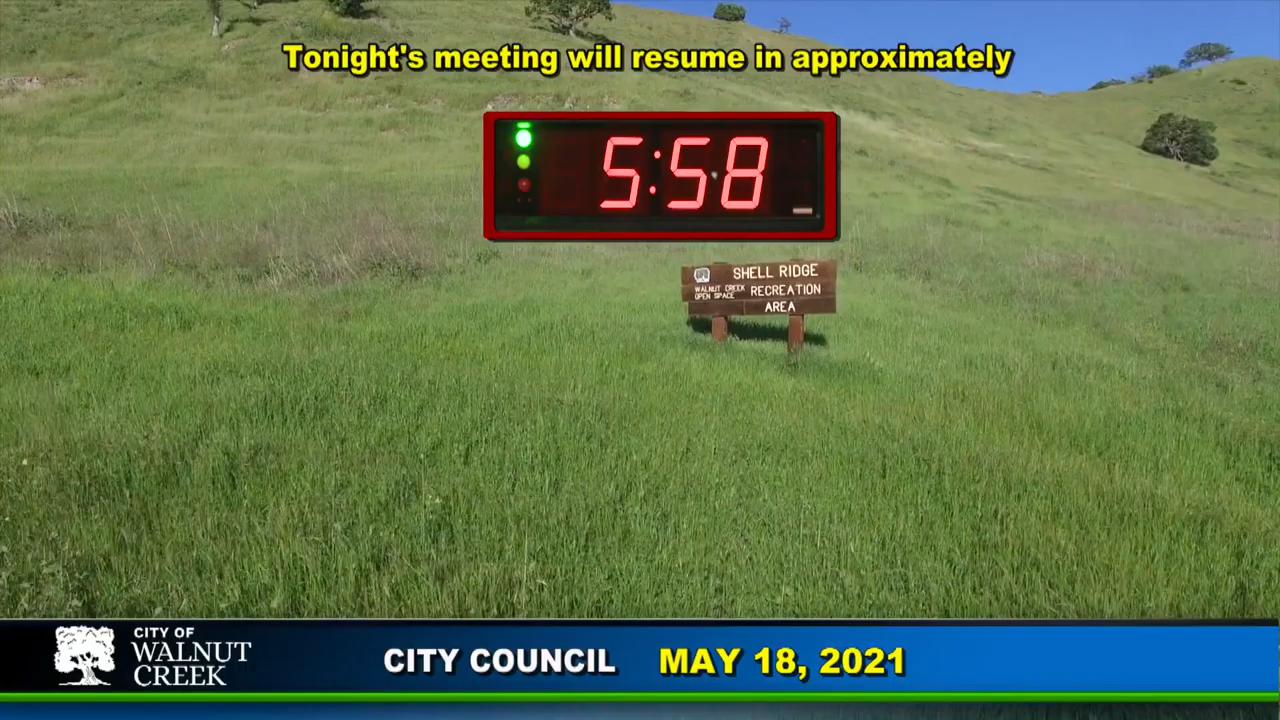 Tonight's meeting will resume in approximately
5:58
SHELL RIDGE
WALNUT CREEK
OPEN SPACE
RECREATION
AREA
CITY OF
WALNUT
CREEK
CITY COUNCIL MAY 18, 2021